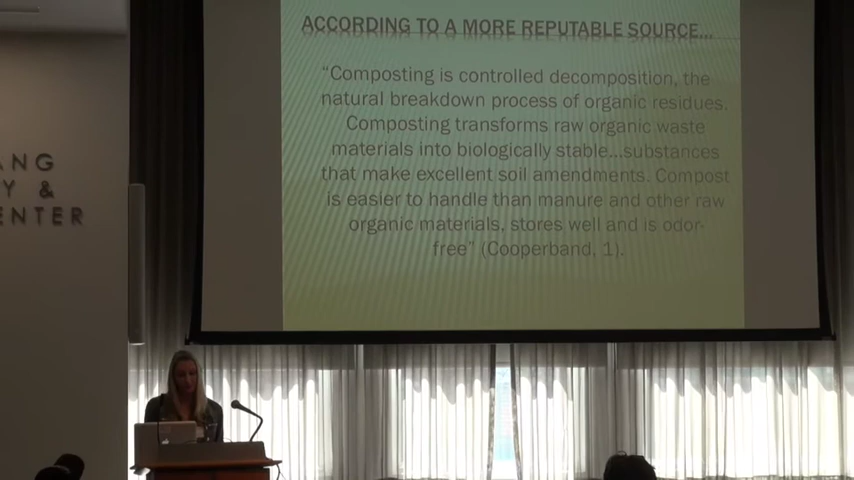 ACCORDING TO A MORE REPUTABLE SOURCE...
“Composting is controlled decomposition, the
natural breakdown process of organic residues.
Composting transforms raw organic waste
materials into biologically stable...substances
that make excellent soil amendments. Compost
is easier to handle than manure and other raw
organic materials, stores well and is odor-
free” (Cooperband, 1).
ANG
Y &
ENTER